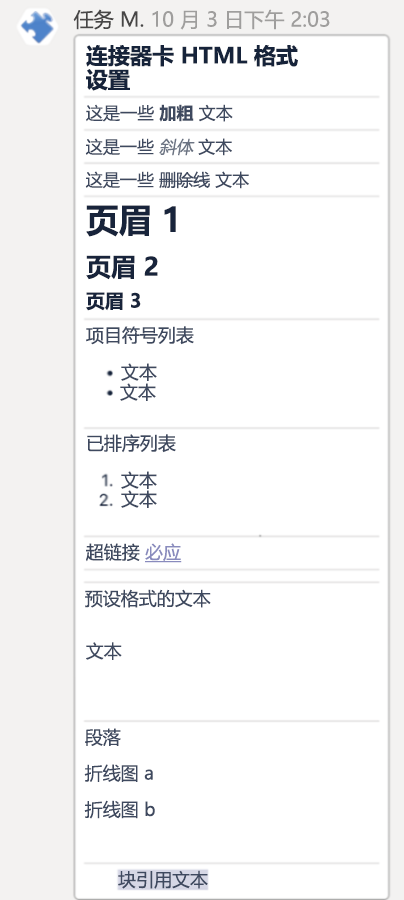 任务 M. 10 月 3 日下午 2:03
连接器卡 HTML 格式
设置
这是一些 加粗 文本
这是一些 斜体 文本
这是一些 删除线 文本
页眉 1
页眉 2
页眉 3
项目符号列表
• 文本
• 文本
已排序列表
1. 文本
2. 文本
超链接 必应
预设格式的文本
文本
段落
折线图 a
折线图 b
块引用文本